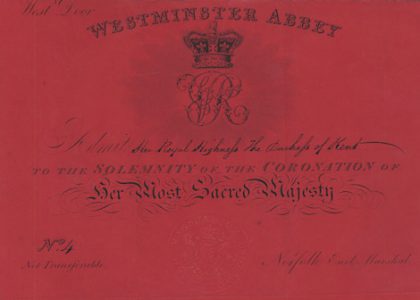 West Door
WESTMINSTER ABBEY
VR
Admit Her Royal Highness The Duchess of Kent
TO THE SOLEMNITY OF THE CORONATION OF
Her Most Sacred Majesty
No. 4
Not Transferable.
Norfolk Earl Marshal.